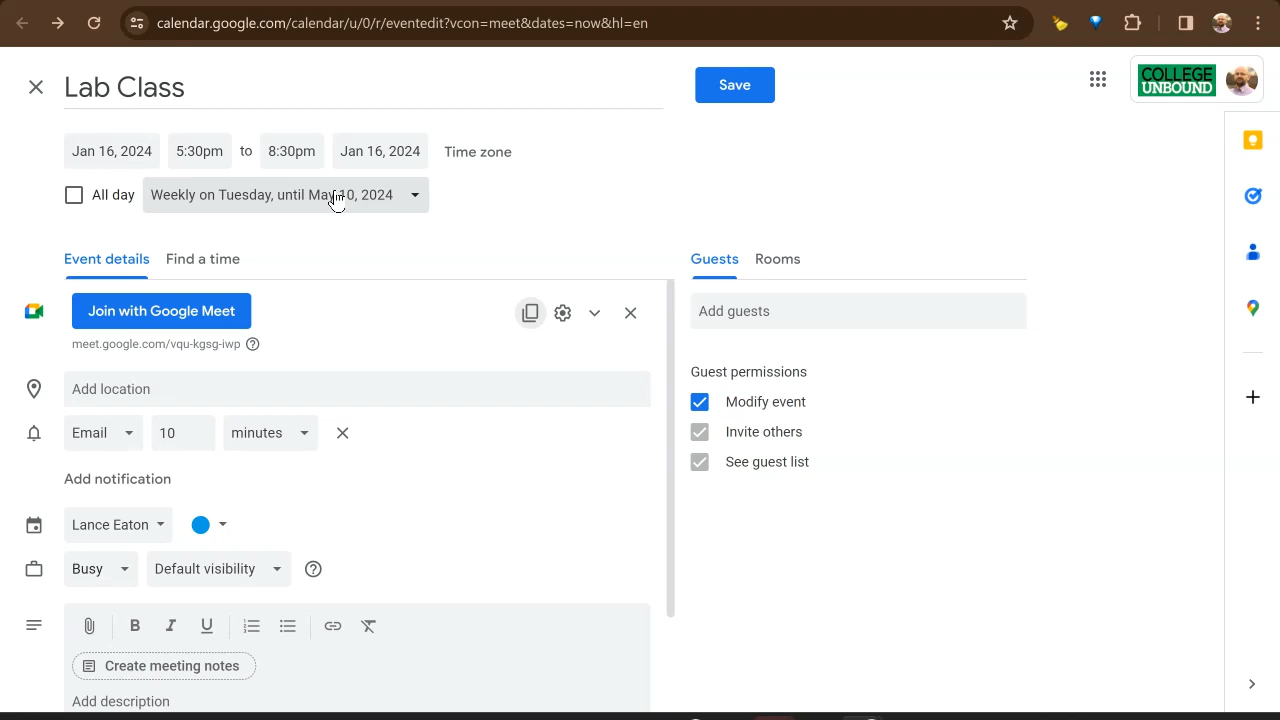 calendar.google.com/calendar/u/0/r/eventedit?vcon=meet&dates=now&hl=en
Lab Class
Save
COLLEGE
UNBOUND
Jan 16, 2024 5:30pm to 8:30pm Jan 16, 2024 Time zone
All day Weekly on Tuesday, until May 10, 2024
Event details Find a time
Guests Rooms
Join with Google Meet
meet.google.com/vqu-kgsg-iwp
Add guests
Add location
Guest permissions
Modify event
Invite others
See guest list
Email 10 minutes
Add notification
Lance Eaton
Busy Default visibility
B I U
Create meeting notes
Add description